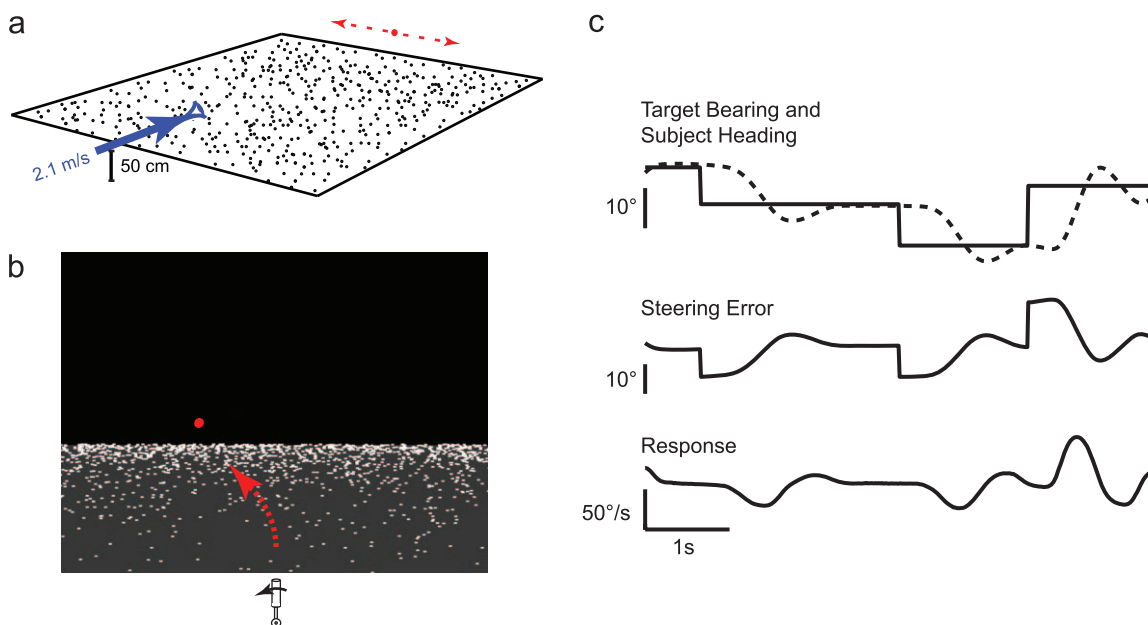 a
2.1 m/s
50 cm
b
c
Target Bearing and
Subject Heading
10°
Steering Error
10°
Response
50°/s
1s